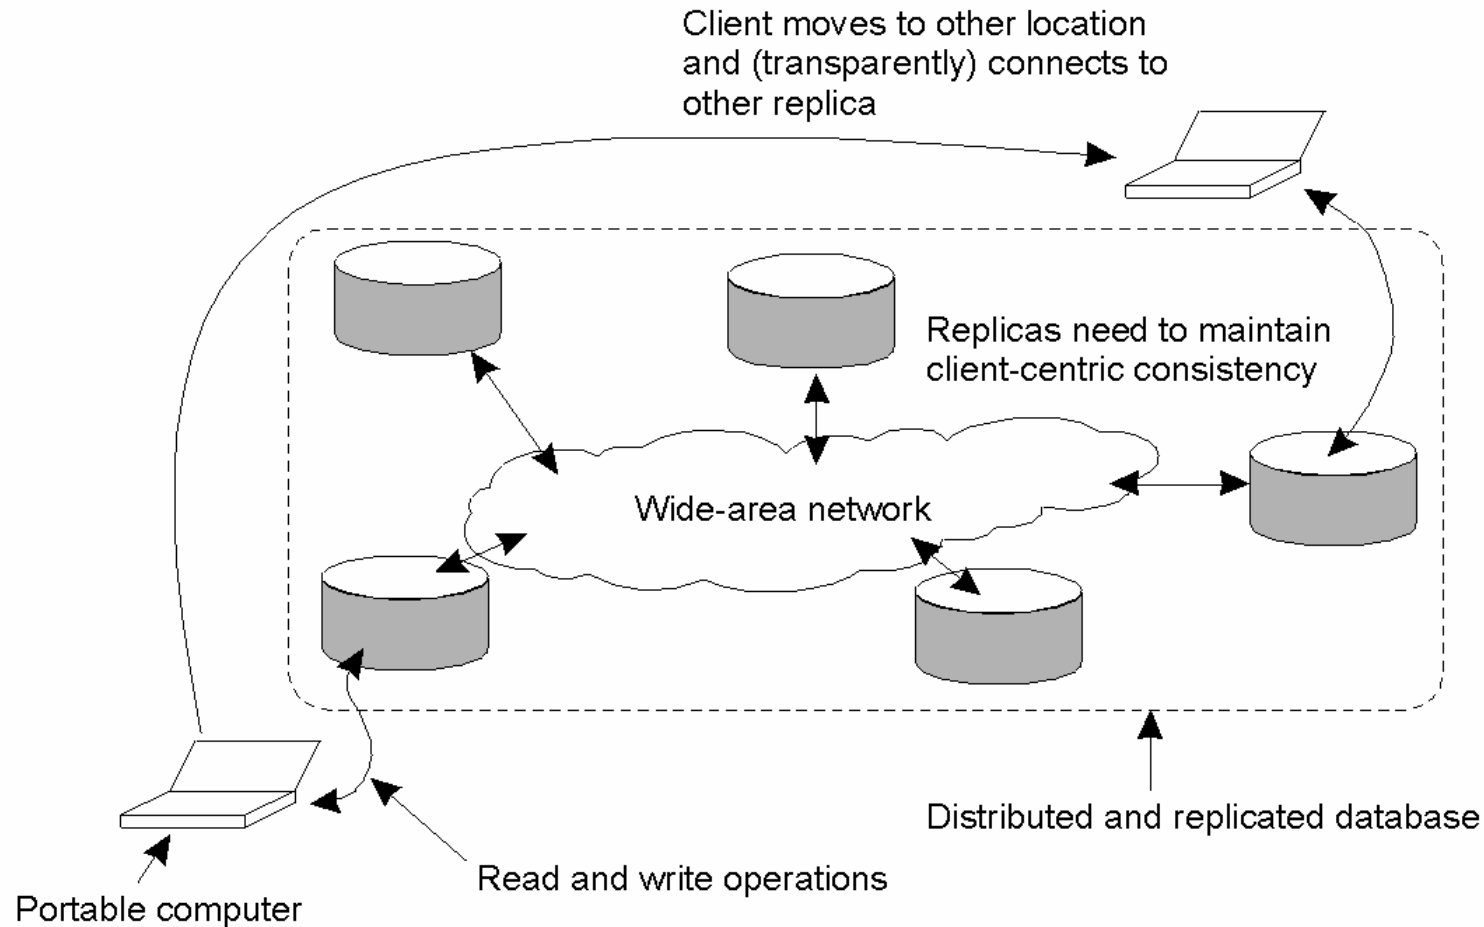 Client moves to other location
and (transparently) connects to
other replica
Replicas need to maintain
client-centric consistency
Wide-area network
Distributed and replicated database
Read and write operations
Portable computer